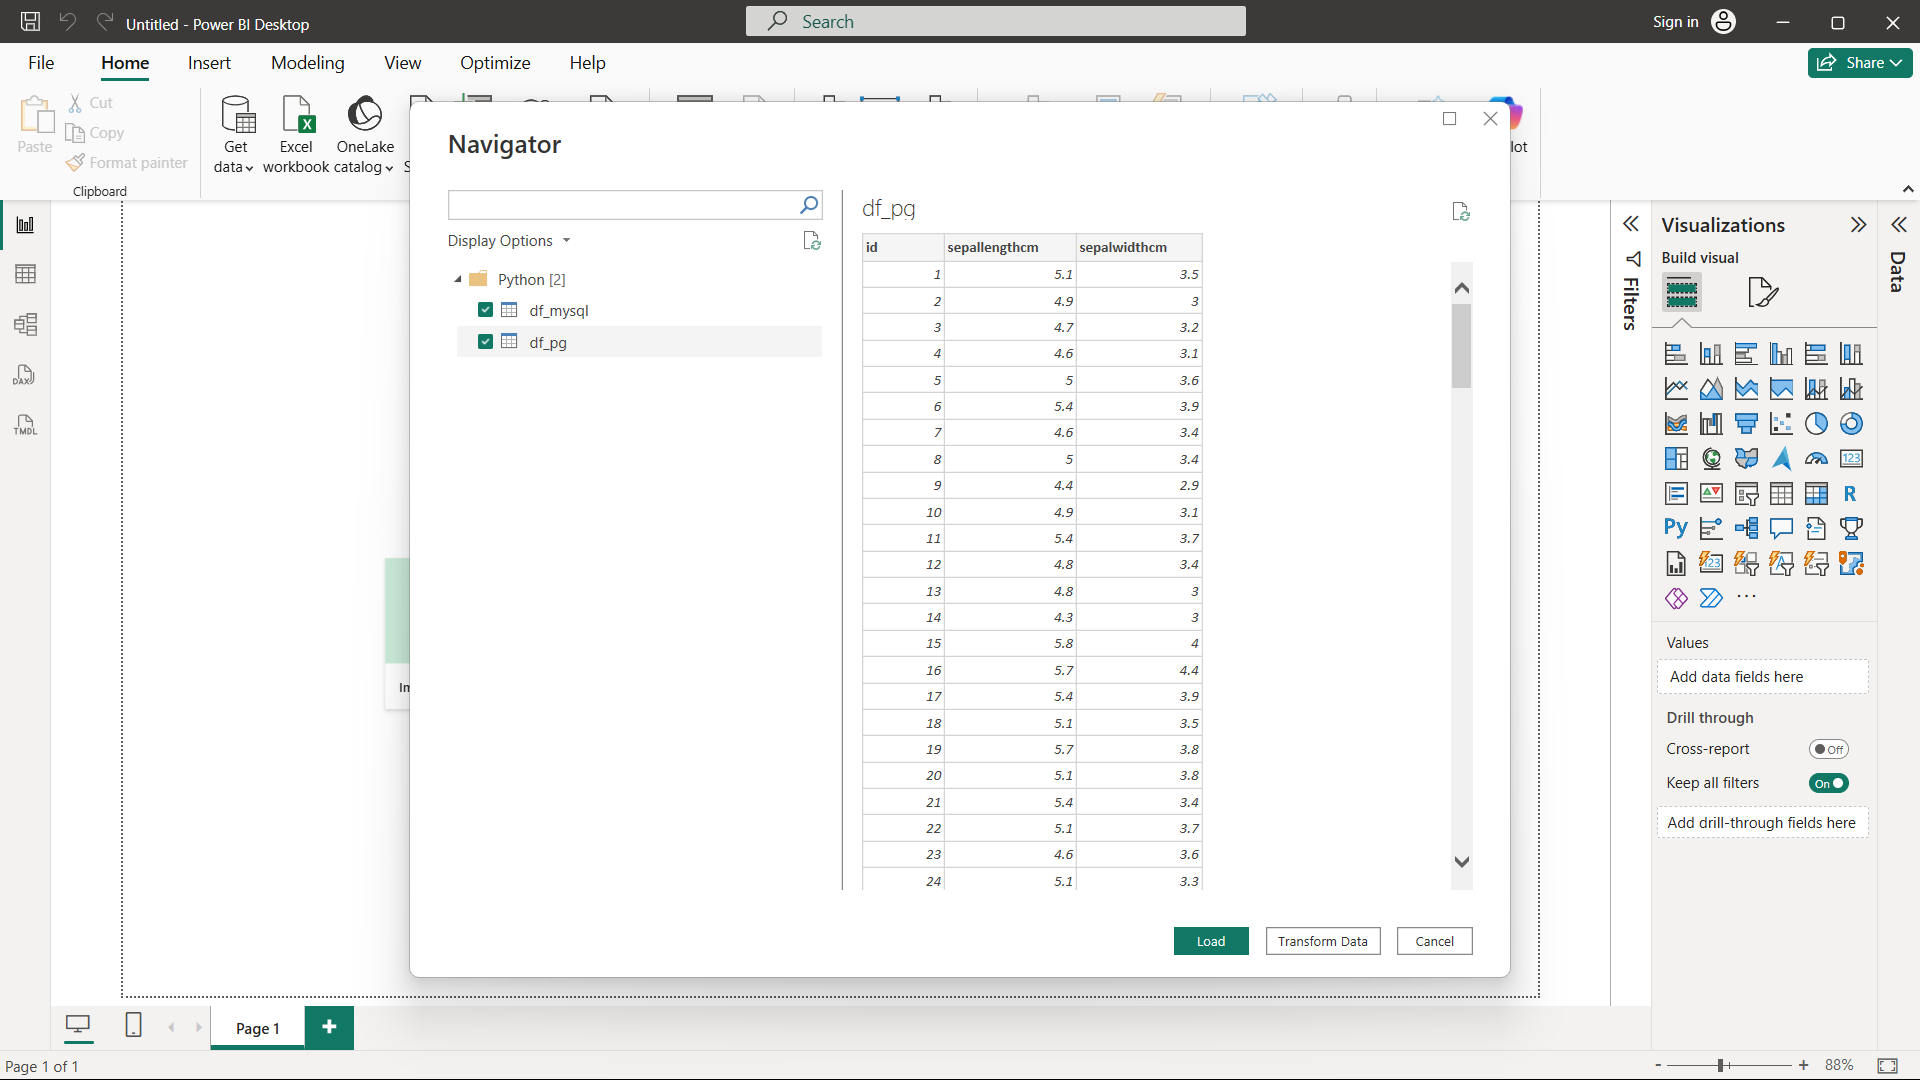 Untitled - Power BI Desktop
Search
Sign in
File Home Insert Modeling View Optimize Help
Share
Paste
Cut
Copy
Format painter
Clipboard
Get data
Excel workbook
OneLake catalog
Navigator
Display Options
Python [2]
df_mysql
df_pg
df_pg
id sepallengthcm sepalwidthcm
1 5.1 3.5
2 4.9 3
3 4.7 3.2
4 4.6 3.1
5 5 3.6
6 5.4 3.9
7 4.6 3.4
8 5 3.4
9 4.4 2.9
10 4.9 3.1
11 5.4 3.7
12 4.8 3.4
13 4.8 3
14 4.3 3
15 5.8 4
16 5.7 4.4
17 5.4 3.9
18 5.1 3.5
19 5.7 3.8
20 5.1 3.8
21 5.4 3.4
22 5.1 3.7
23 4.6 3.6
24 5.1 3.3
Load Transform Data Cancel
DAX
TMDL
Filters
Visualizations
Build visual
123
R
Py
123
Values
Add data fields here
Drill through
Cross-report Off
Keep all filters On
Add drill-through fields here
Data
Page 1
Page 1 of 1
- + 88%